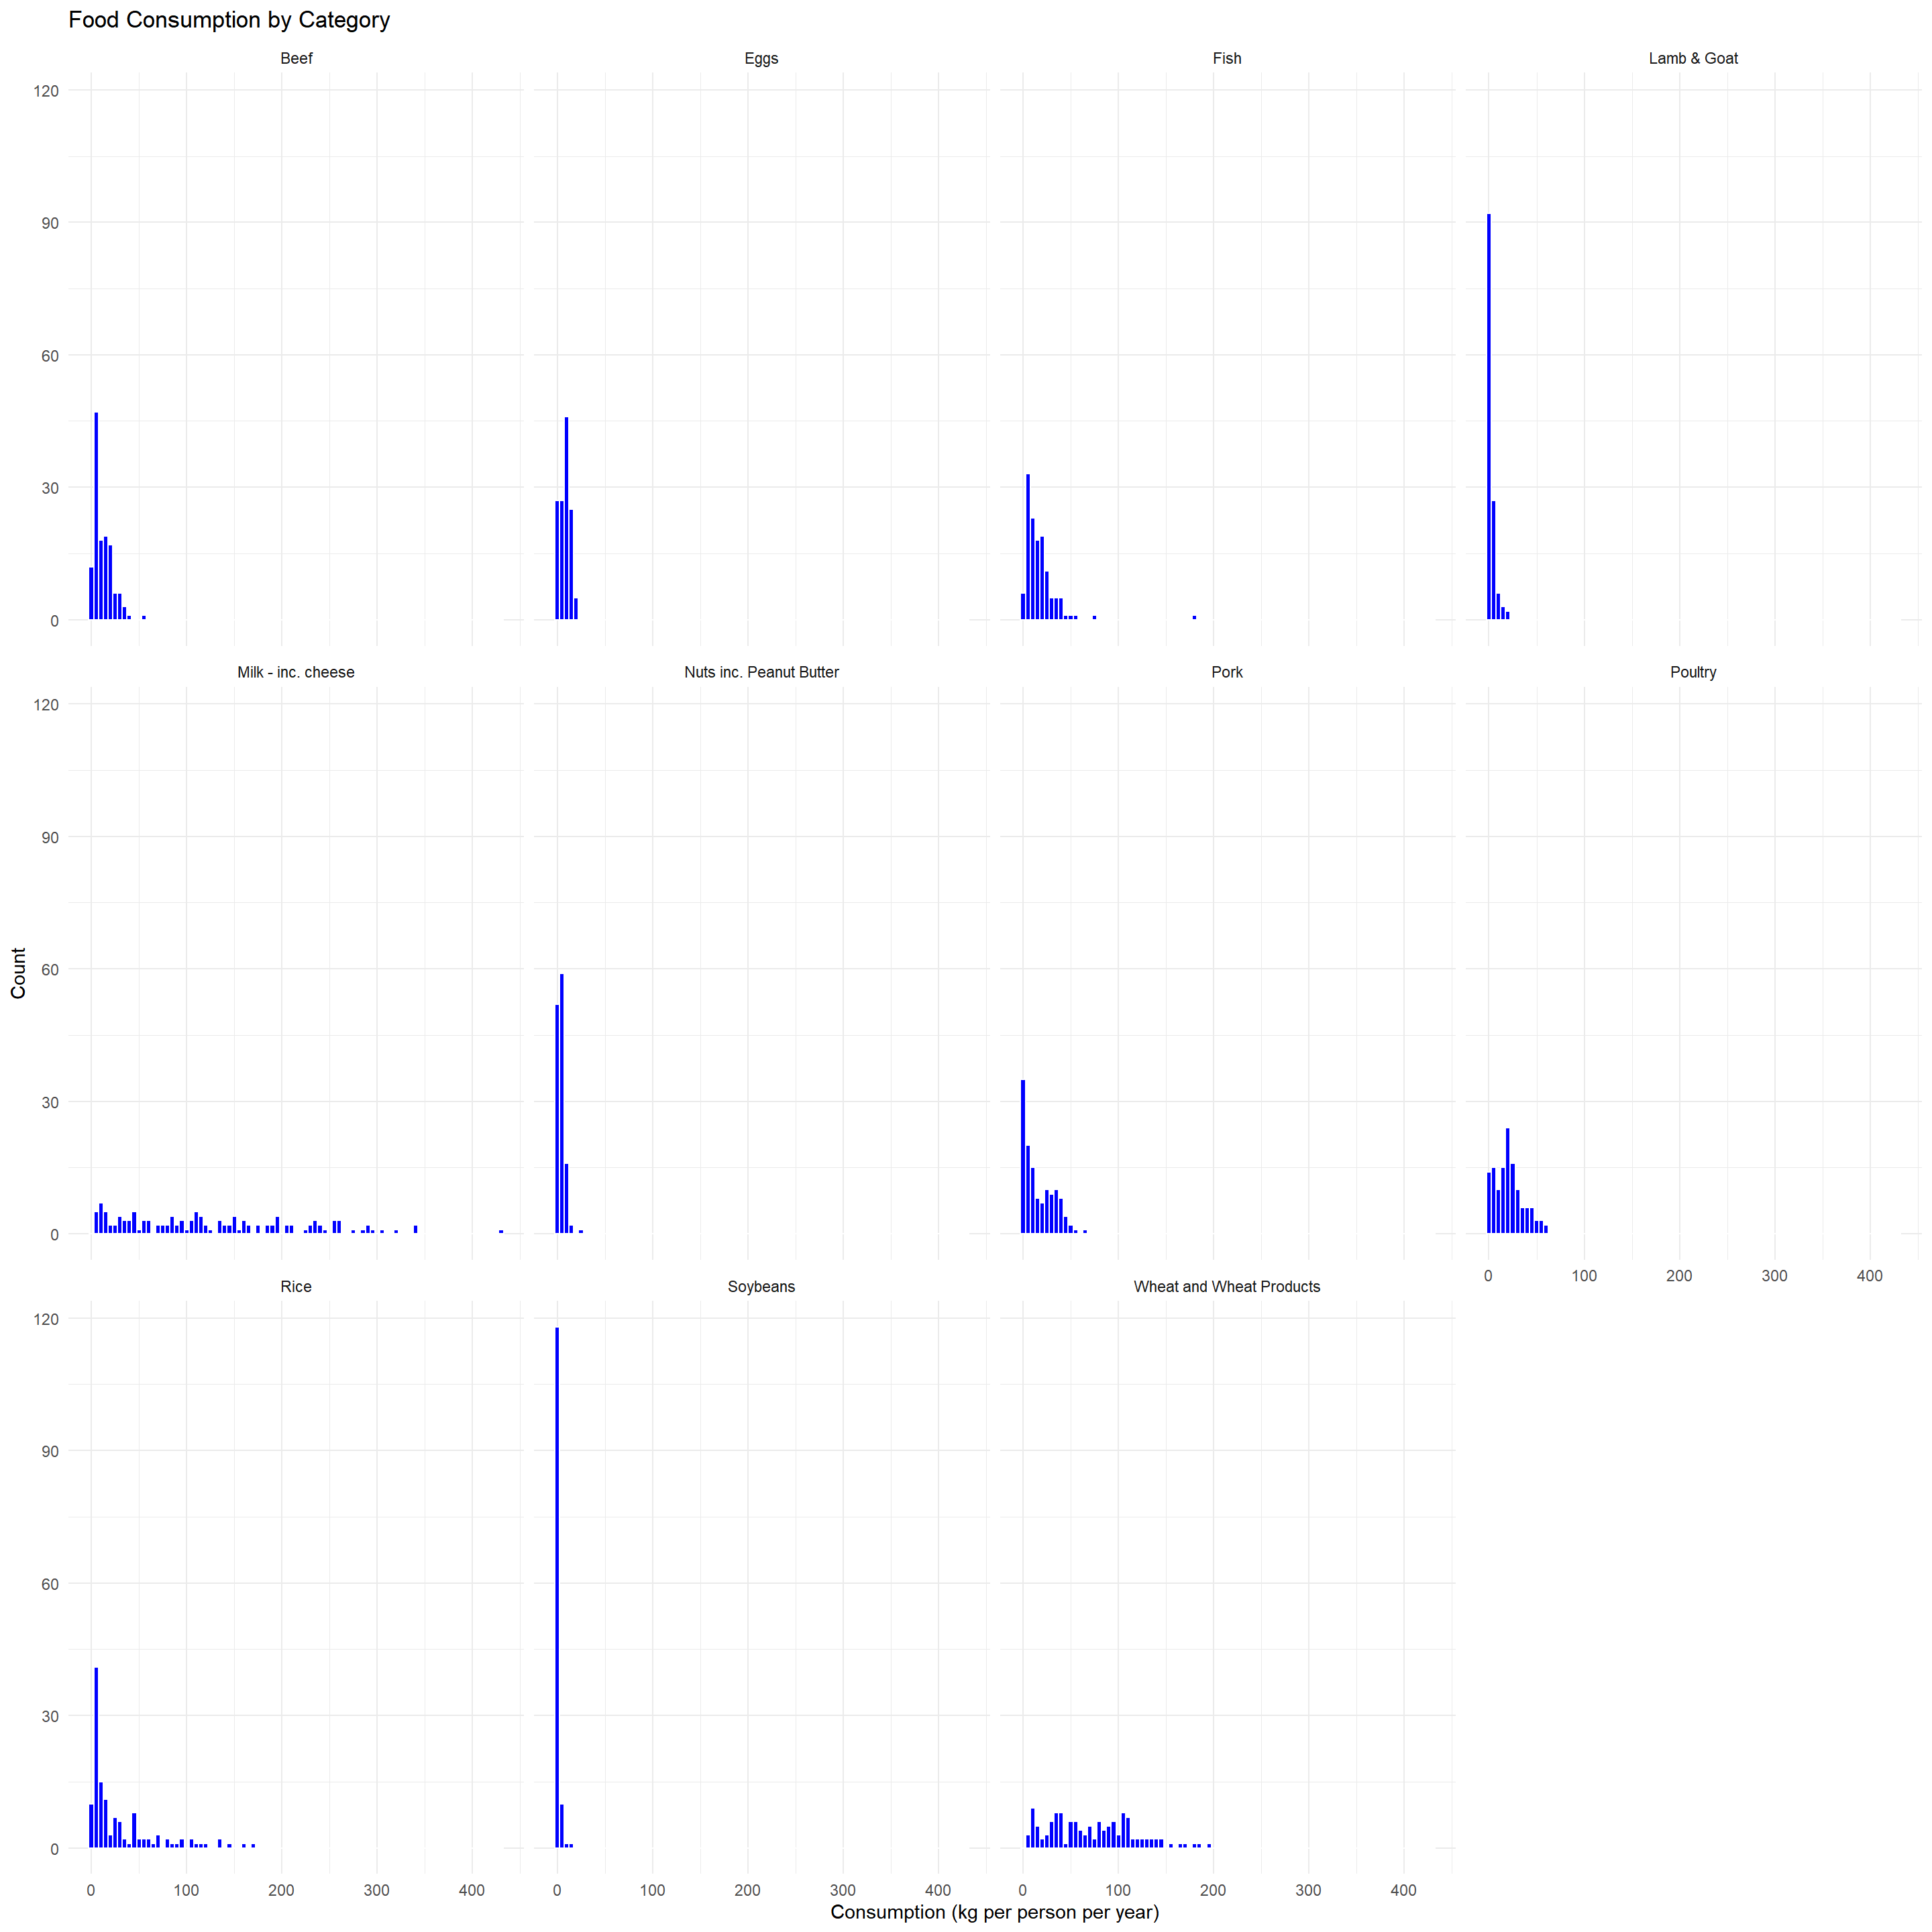 Food Consumption by Category
Beef
Eggs
Fish
Lamb & Goat
120
90
60
30
0
Milk - inc. cheese
Nuts inc. Peanut Butter
Pork
Poultry
120
90
60
30
0
0 100 200 300 400
Count
Rice
Soybeans
Wheat and Wheat Products
120
90
60
30
0
0 100 200 300 400
0 100 200 300 400
0 100 200 300 400
Consumption (kg per person per year)